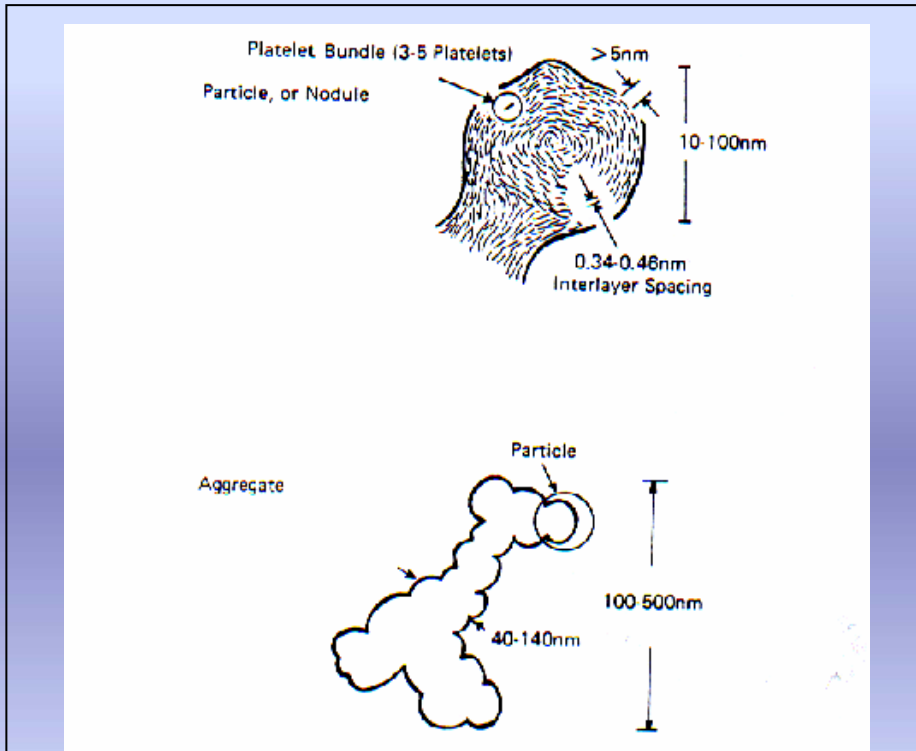 Platelet Bundle (3-5 Platelets)
>5nm
Particle, or Nodule
10-100nm
0.34-0.46nm
Interlayer Spacing
Particle
Aggregate
100-500nm
40-140nm